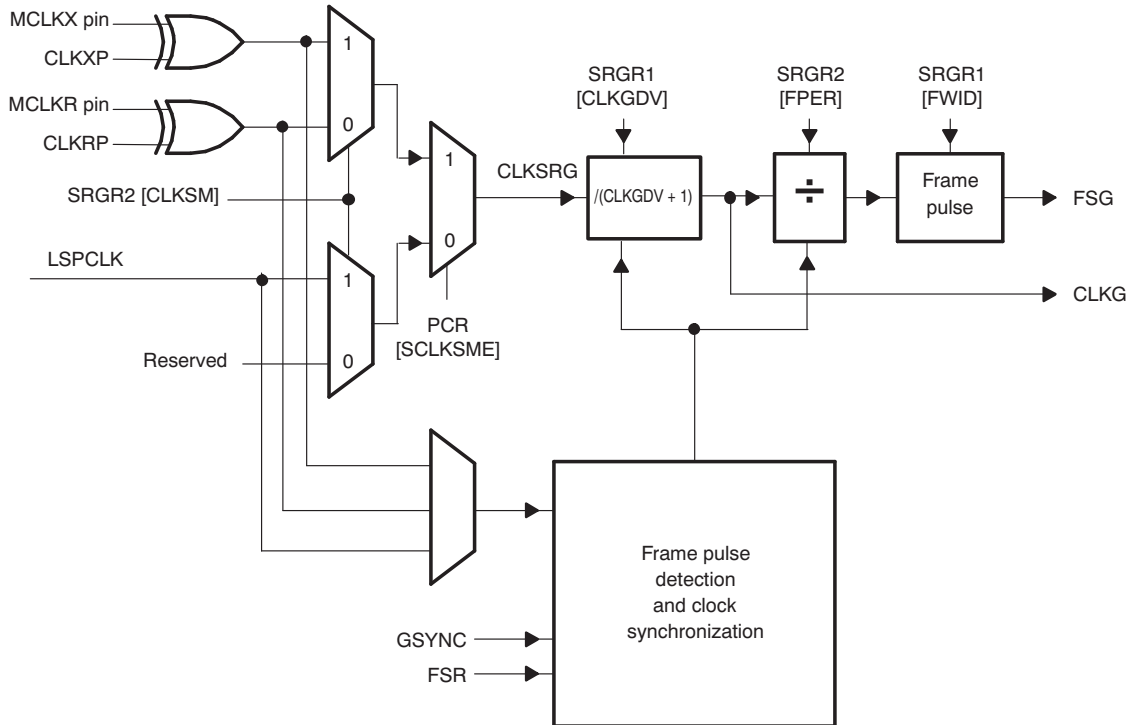 MCLKX pin
CLKXP
MCLKR pin
CLKRP
1
0
SRGR2 [CLKSM]
LSPCLK
Reserved
1
0
1
0
PCR
[SCLKSME]
CLKSRG
SRGR1
[CLKGDV]
/(CLKGDV + 1)
SRGR2
[FPER]
÷
SRGR1
[FWID]
Frame
pulse
FSG
CLKG
Frame pulse
detection
and clock
synchronization
GSYNC
FSR